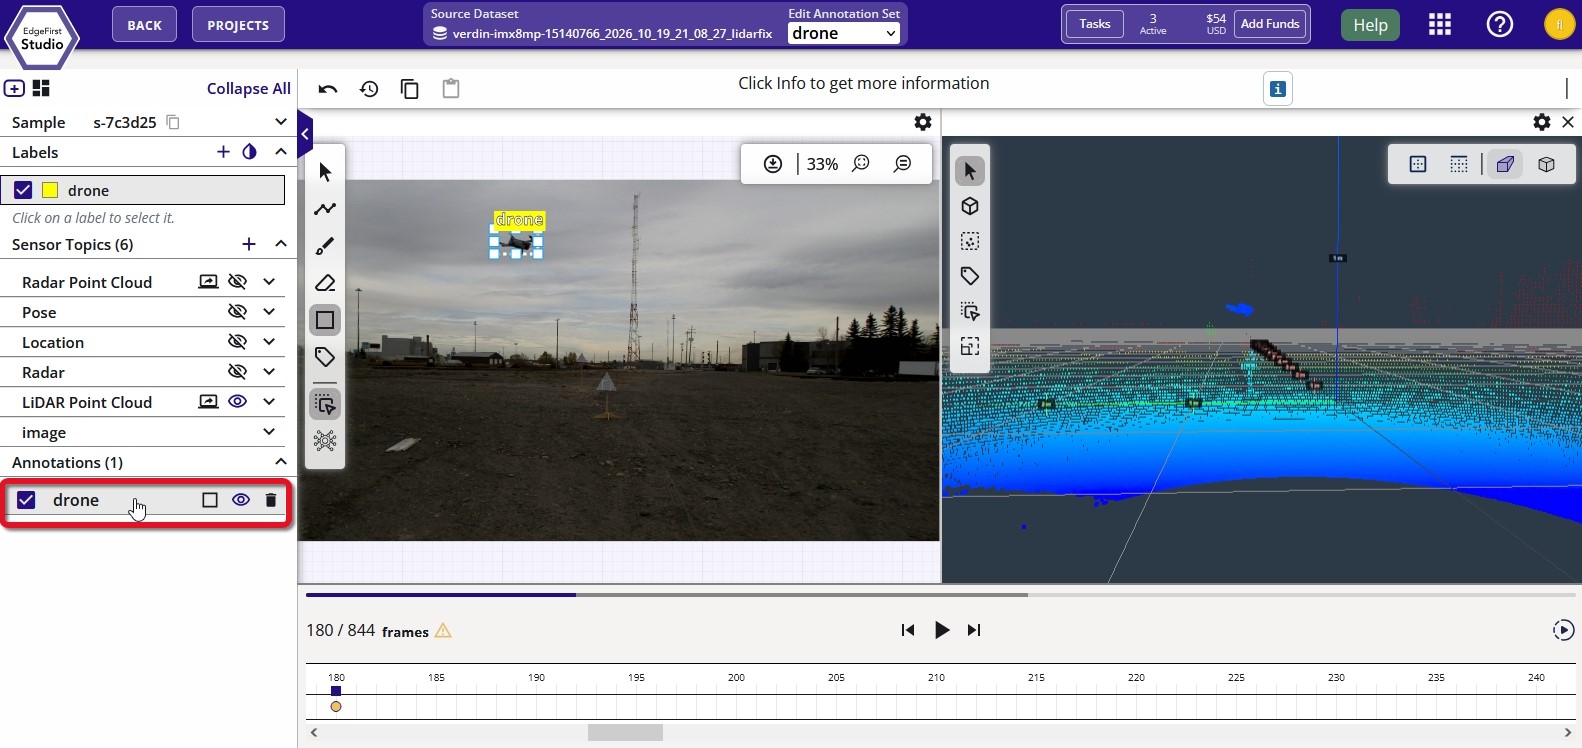 EdgeFirst
Studio
BACK
PROJECTS
Source Dataset
verdin-imx8mp-15140766_2026_10_19_21_08_27_lidarfix
Edit Annotation Set
drone
Tasks
3
Active
$54
USD
Add Funds
Help
fl
Collapse All
Click Info to get more information
Sample s-7c3d25
Labels
drone
Click on a label to select it.
Sensor Topics (6)
Radar Point Cloud
Pose
Location
Radar
LiDAR Point Cloud
image
Annotations (1)
drone
33%
drone
180 / 844 frames
180 185 190 195 200 205 210 215 220 225 230 235 240